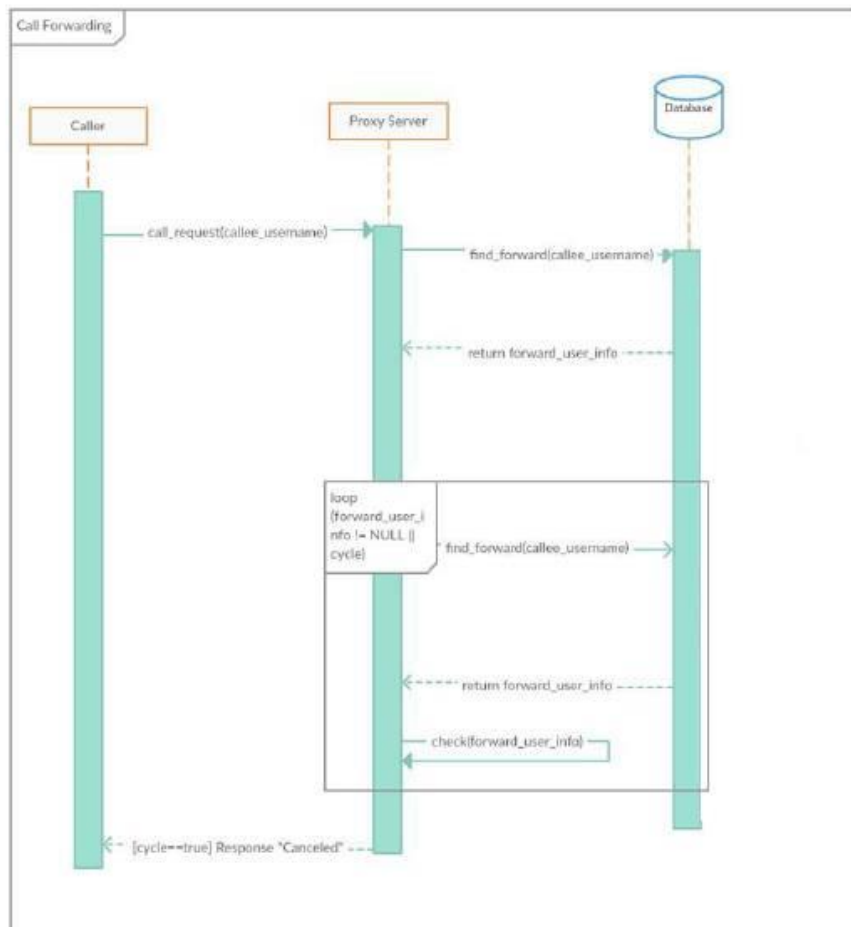 Call Forwarding
Caller
Proxy Server
Database
call_request(callee_username)
find_forward(callee_username)
return forward_user_info
loop
(forward_user_i
nfo != NULL ||
cycle)
find_forward(callee_username)
return forward_user_info
check(forward_user_info)
[cycle==true] Response "Canceled"